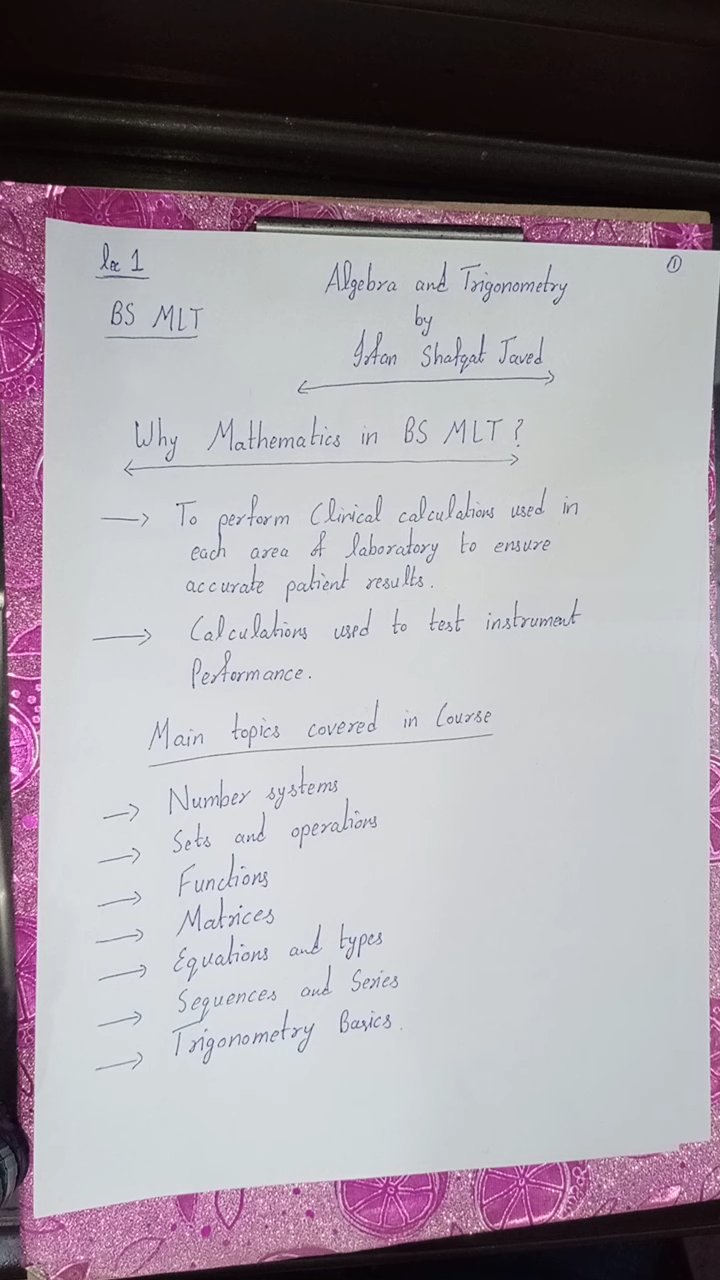 lec 1
Algebra and Trigonometry
①
BS MLT
by
Irfan Shafqat Javed
Why Mathematics in BS MLT?
→ To perform Clinical calculations used in
each area of laboratory to ensure
accurate patient results.
→ Calculations used to test instrument
Performance.
Main topics covered in Course
→ Number systems
→ Sets and operations
→ Functions
→ Matrices
→ Equations and types
→ Sequences and Series
→ Trigonometry Basics.